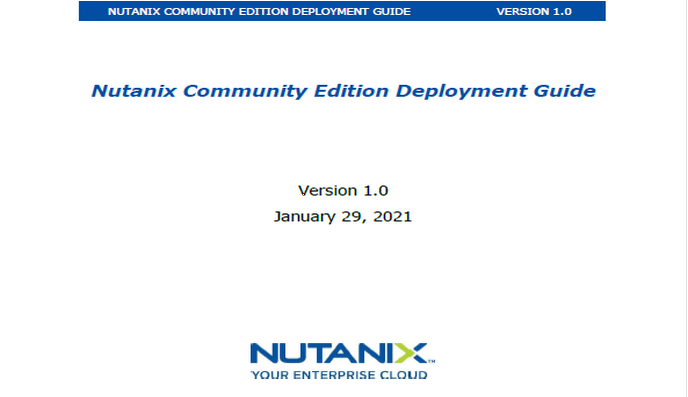 NUTANIX COMMUNITY EDITION DEPLOYMENT GUIDE VERSION 1.0
Nutanix Community Edition Deployment Guide
Version 1.0
January 29, 2021
NUTANIX™
YOUR ENTERPRISE CLOUD